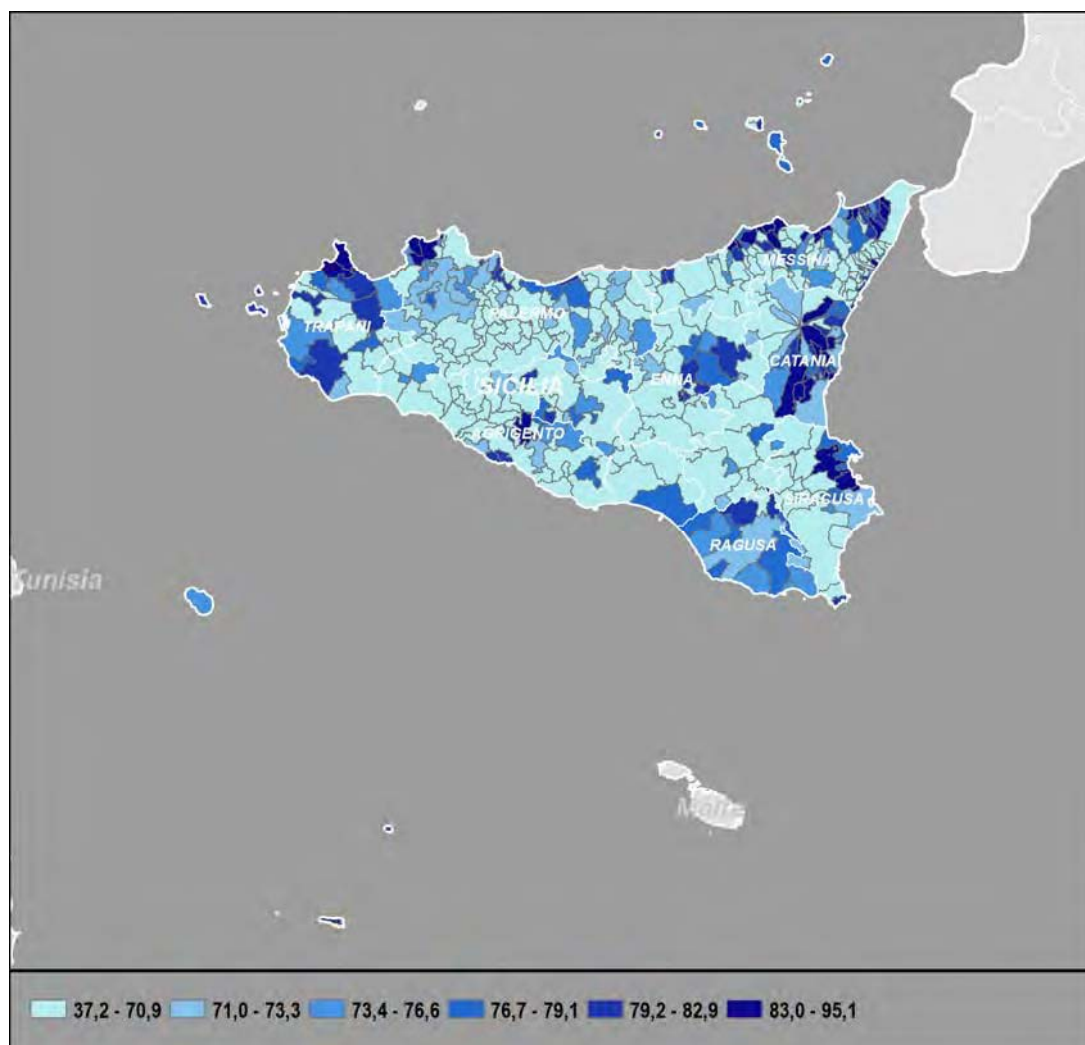 MESSINA
PALERMO
TRAPANI
CATANIA
ENNA
SICILIA
AGRIGENTO
SIRACUSA
RAGUSA
Tunisia
Malta
37,2 - 70,9 71,0 - 73,3 73,4 - 76,6 76,7 - 79,1 79,2 - 82,9 83,0 - 95,1